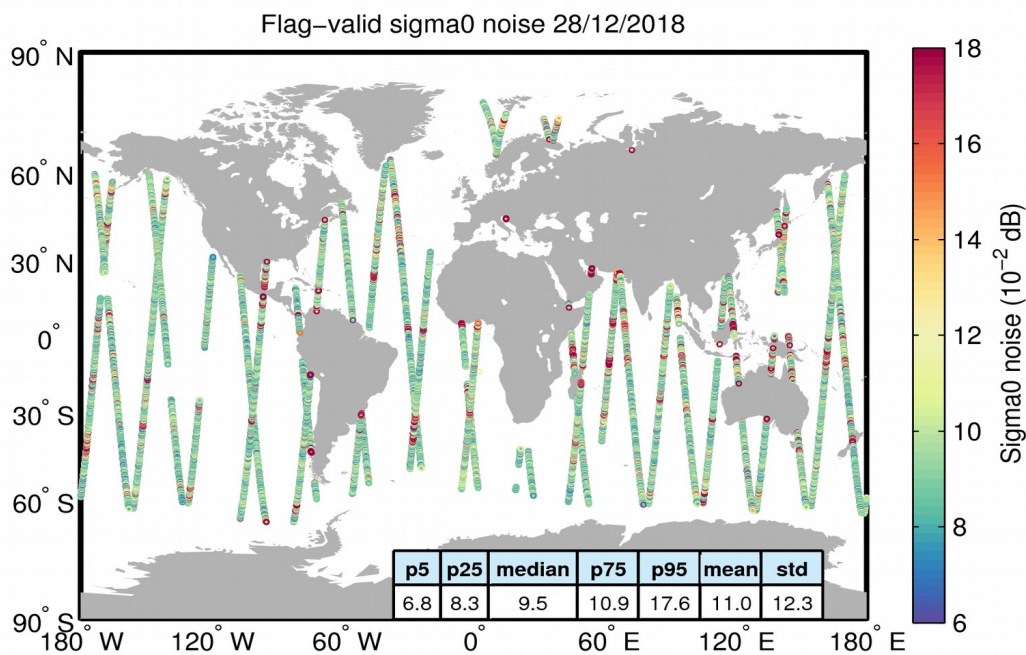 Flag−valid sigma0 noise 28/12/2018
90° N
60° N
30° N
0°
30° S
60° S
90° S
180° W
120° W
60° W
0°
60° E
120° E
180° E
p5 p25 median p75 p95 mean std
6.8 8.3 9.5 10.9 17.6 11.0 12.3
18
16
14
12
10
8
6
Sigma0 noise (10⁻² dB)